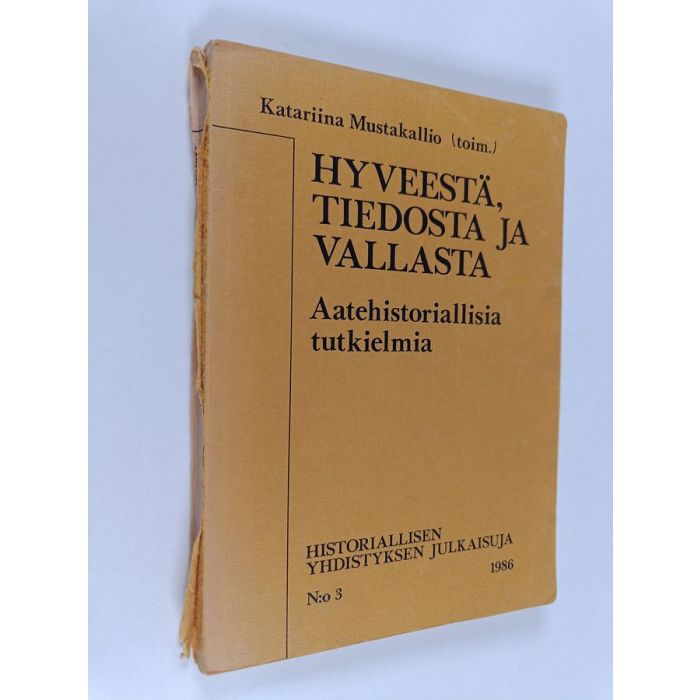 Katariina Mustakallio (toim.)
HYVEESTÄ,
TIEDOSTA JA
VALLASTA
Aatehistoriallisia
tutkielmia
HISTORIALLISEN
YHDISTYKSEN JULKAISUJA
N:o 3
1986